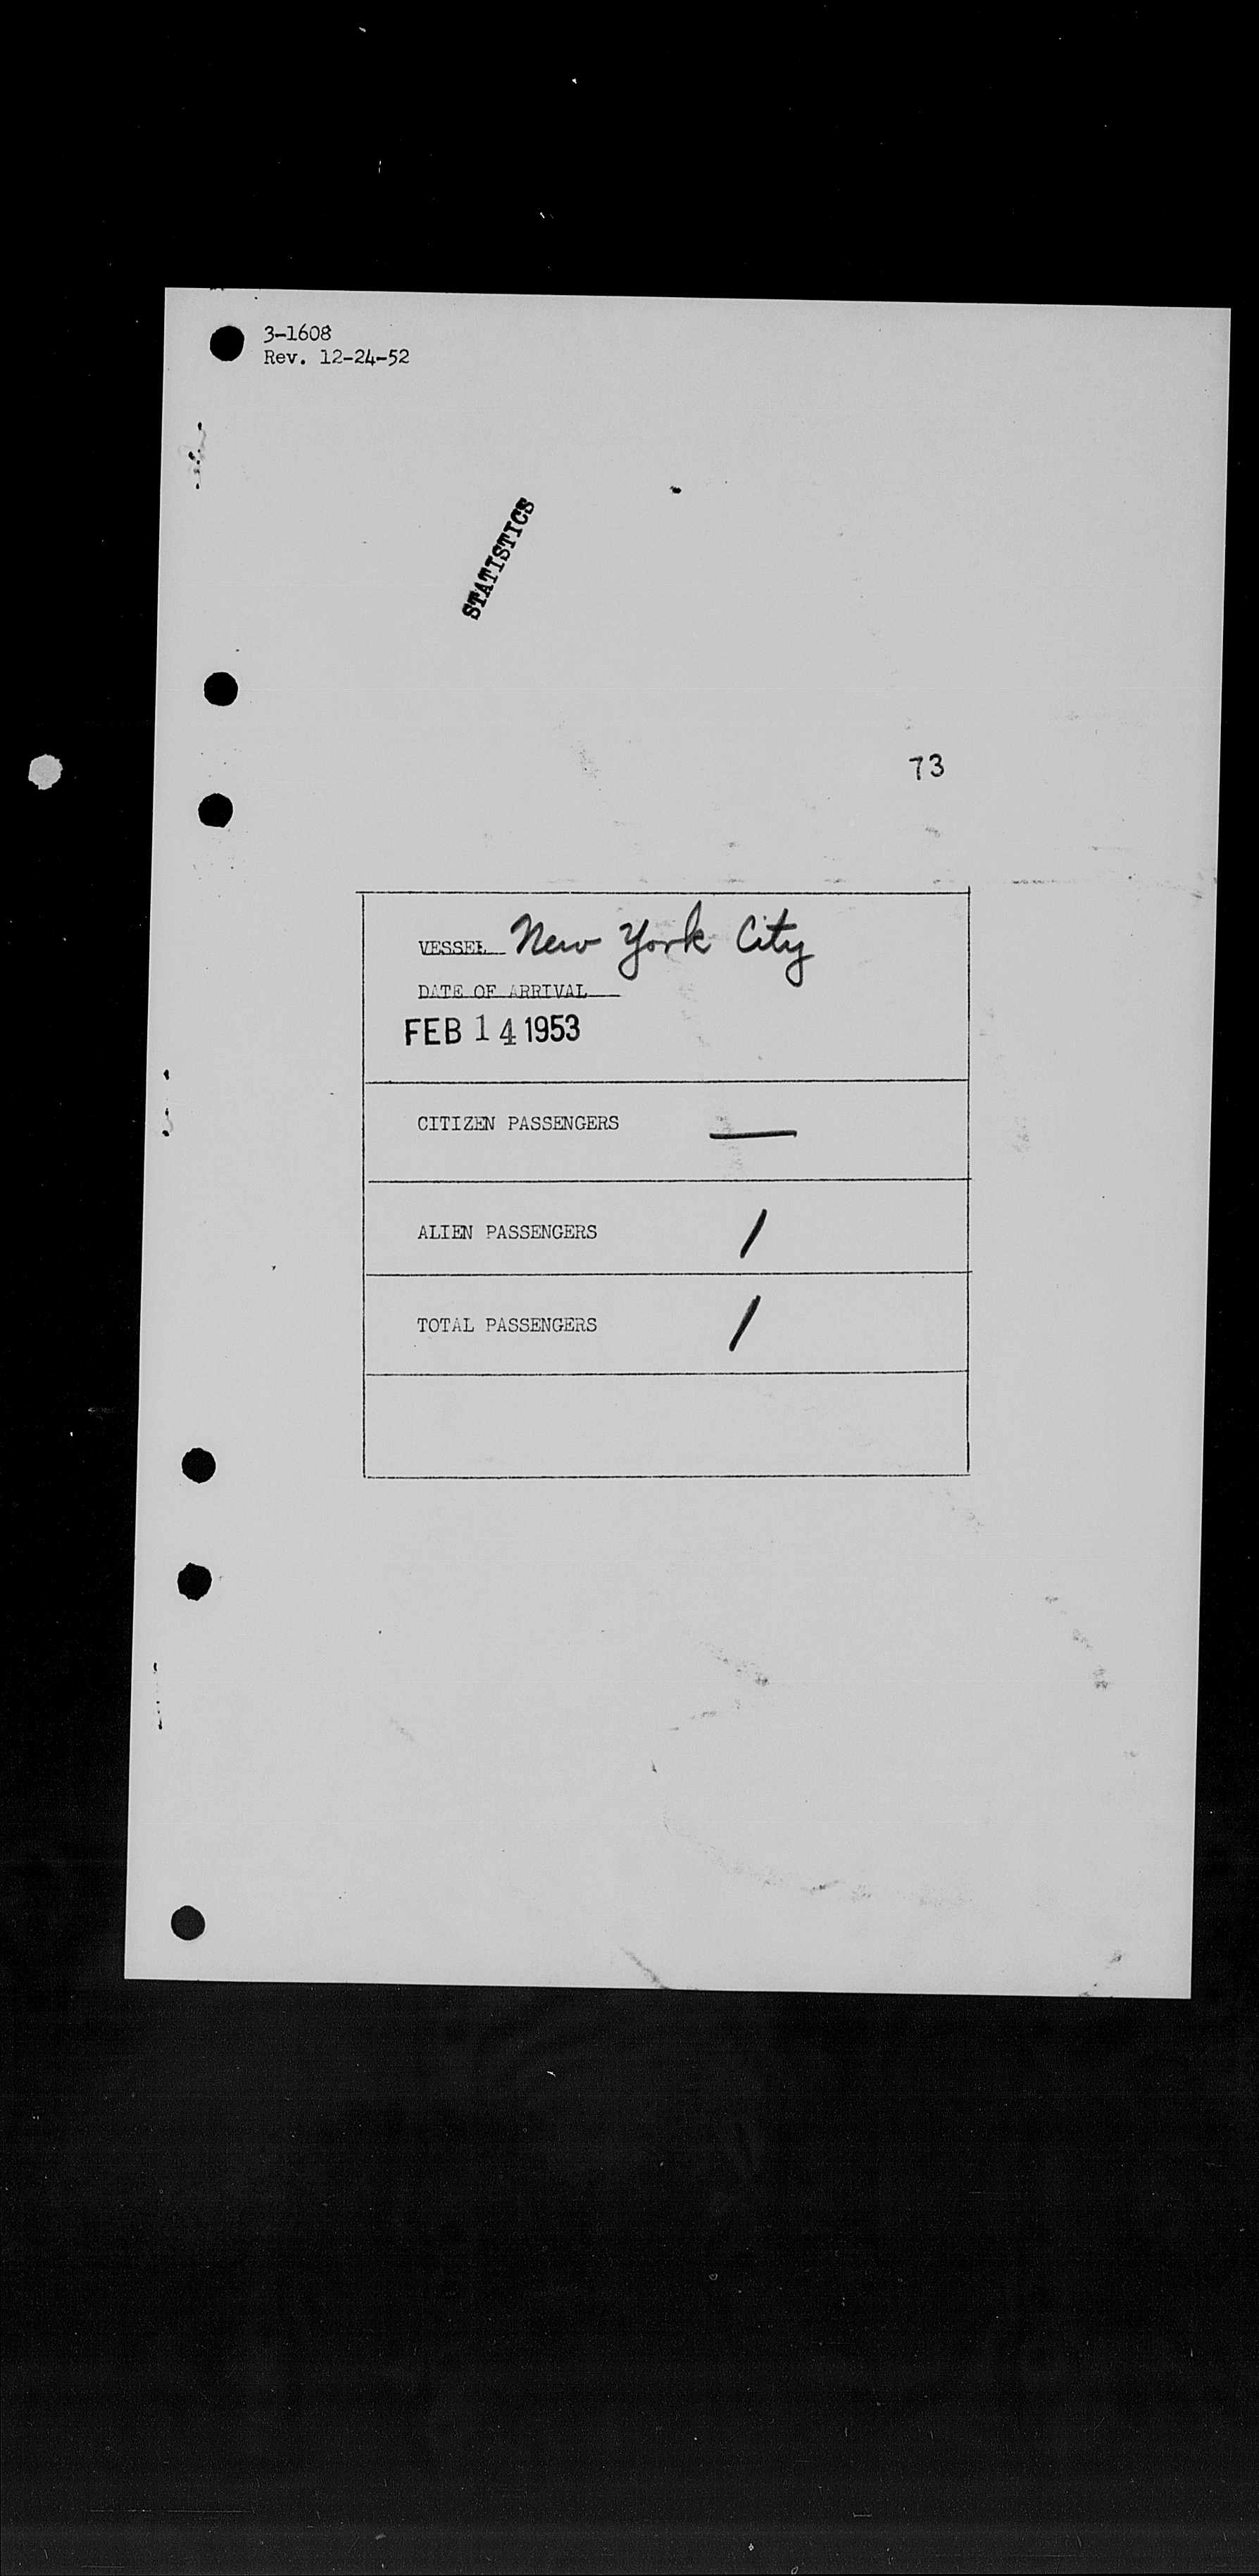 3-1608
Rev. 12-24-52
STATISTICS
73
VESSEL New York City
DATE OF ARRIVAL
FEB 14 1953
CITIZEN PASSENGERS —
ALIEN PASSENGERS 1
TOTAL PASSENGERS 1